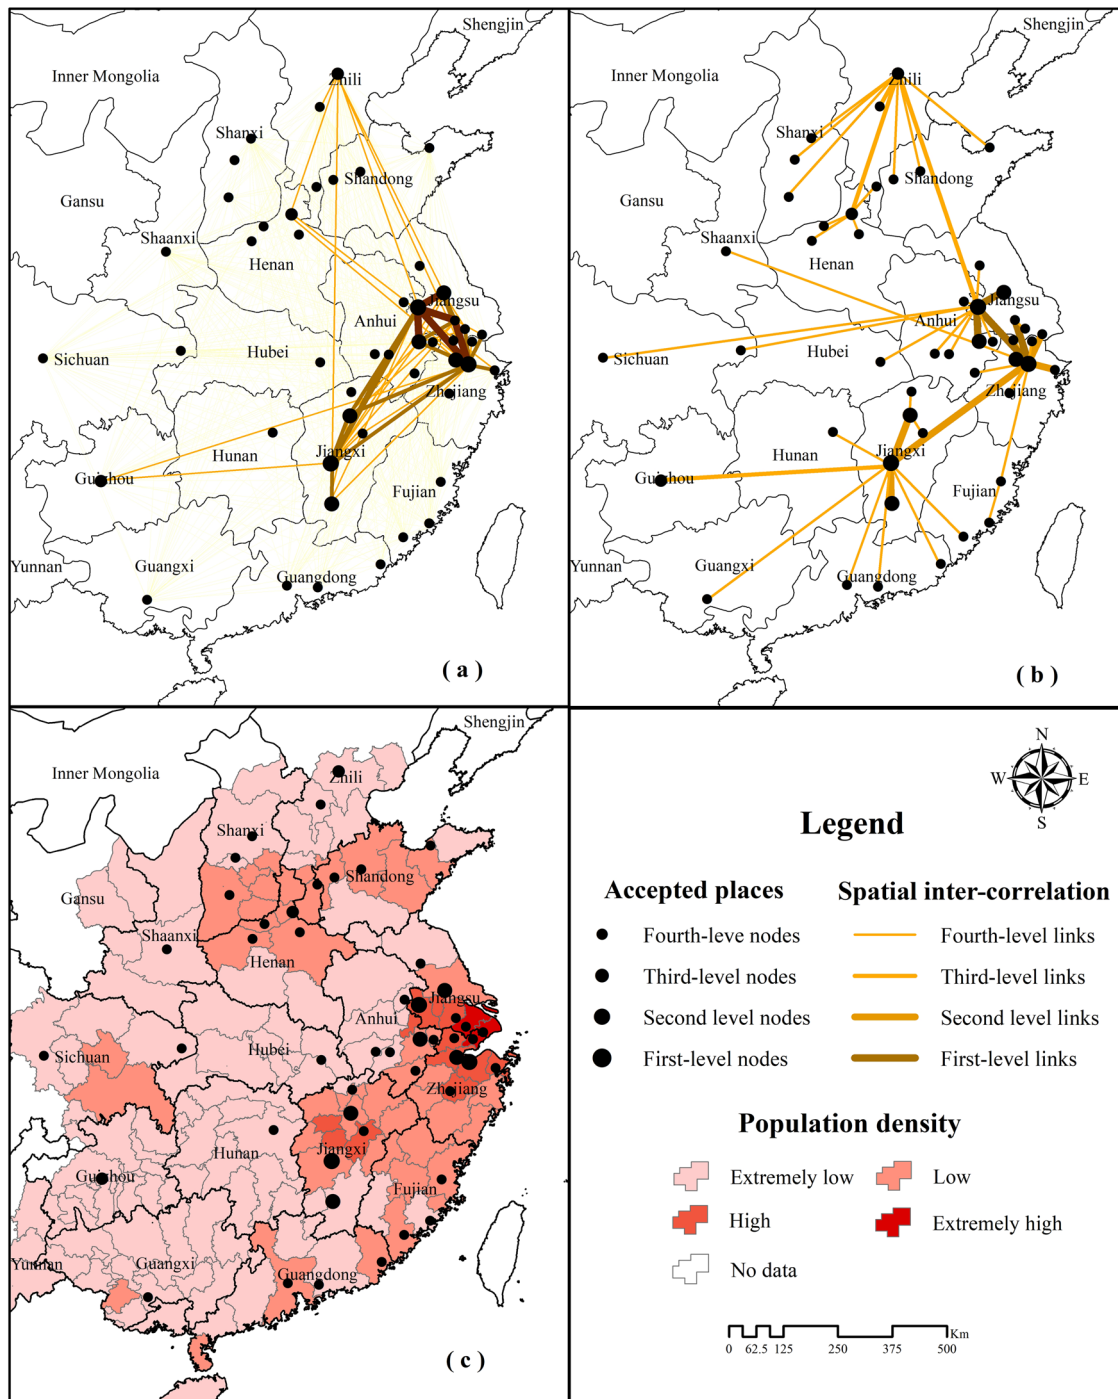 Shengjin
Inner Mongolia
Zhili
Shanxi
Shandong
Gansu
Shaanxi
Henan
Jiangsu
Anhui
Sichuan
Hubei
Zhejiang
Jiangxi
Hunan
Guizhou
Fujian
Yunnan
Guangxi
Guangdong
( a )
Shengjin
Inner Mongolia
Zhili
Shanxi
Shandong
Gansu
Shaanxi
Henan
Jiangsu
Anhui
Sichuan
Hubei
Zhejiang
Jiangxi
Hunan
Guizhou
Fujian
Yunnan
Guangxi
Guangdong
( b )
Shengjin
Inner Mongolia
Zhili
Shanxi
Shandong
Gansu
Shaanxi
Henan
Jiangsu
Anhui
Sichuan
Hubei
Zhejiang
Jiangxi
Hunan
Guizhou
Fujian
Yunnan
Guangxi
Guangdong
( c )
N
W E
S
Legend
Accepted places Spatial inter-correlation
Fourth-leve nodes Fourth-level links
Third-level nodes Third-level links
Second level nodes Second level links
First-level nodes First-level links
Population density
Extremely low Low
High Extremely high
No data
Km
0 62.5 125 250 375 500